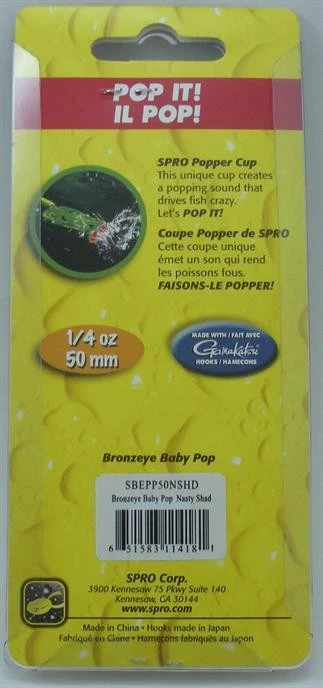 POP IT!
IL POP!
SPRO Popper Cup
This unique cup creates
a popping sound that
drives fish crazy.
Let's POP IT!
Coupe Popper de SPRO
Cette coupe unique
émet un son qui rend
les poissons fous.
FAISONS-LE POPPER!
1/4 oz
50 mm
MADE WITH / FAIT AVEC
Gamakatsu
HOOKS / HAMEÇONS
Bronzeye Baby Pop
SBEPP50NSHD
Bronzeye Baby Pop Nasty Shad
6 51583 11418 1
SPRO Corp.
3900 Kennesaw 75 Pkwy Suite 140
Kennesaw, GA 30144
www.spro.com
Made in China • Hooks made in Japan
Fabriqué en Chine • Hameçons fabriqués au Japon